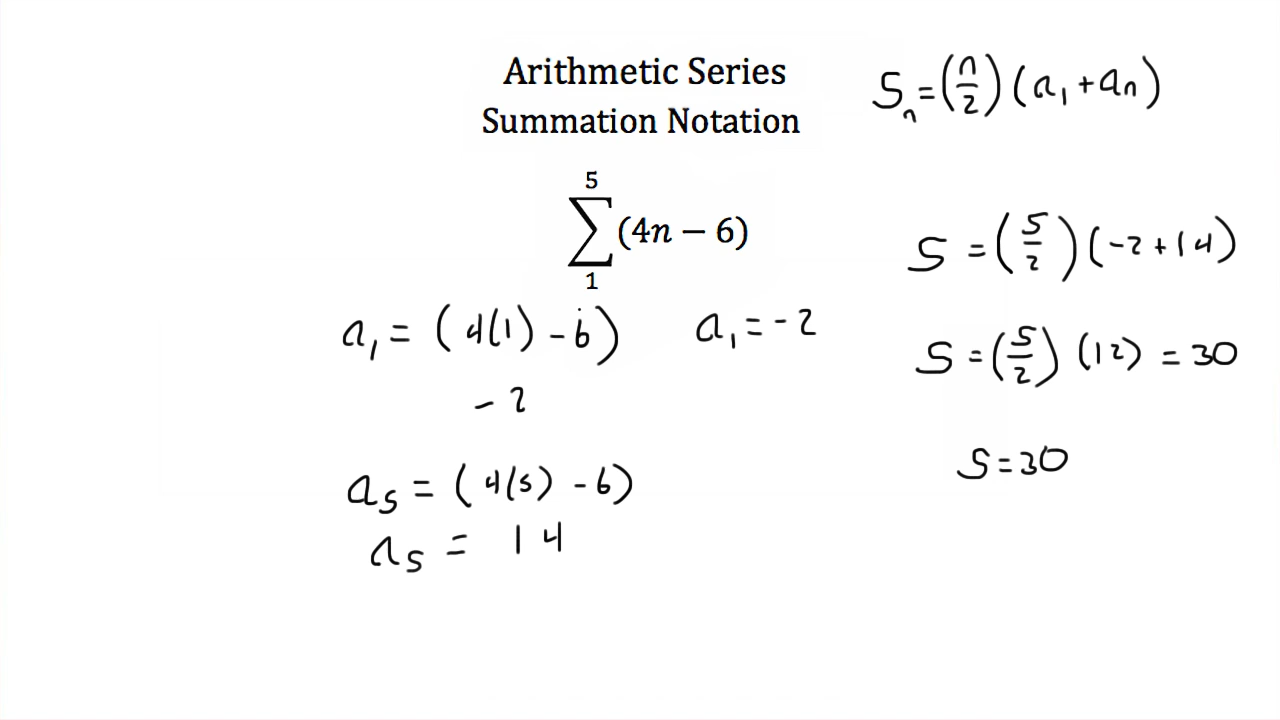 Arithmetic Series
Summation Notation
5
∑(4n − 6)
1
a₁ = (4(1) - 6) a₁ = -2
-2
a₅ = (4(5) - 6)
a₅ = 14
Sₙ = (n/2)(a₁ + aₙ)
S = (5/2)(-2 + 14)
S = (5/2)(12) = 30
S = 30